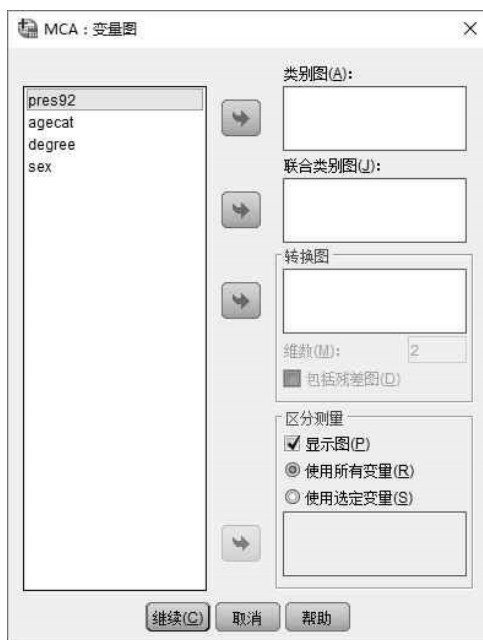 MCA：变量图
类别图(A)：
pres92
agecat
degree
sex
联合类别图(J)：
转换图
维数(M)：
2
包括残差图(D)
区分测量
显示图(P)
使用所有变量(R)
使用选定变量(S)
继续(C)
取消
帮助